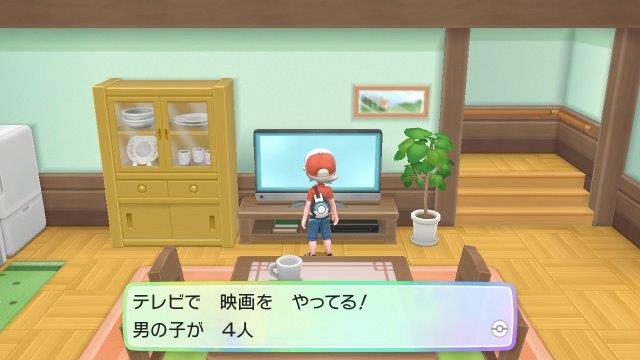 テレビで　映画を　やってる！
男の子が　４人